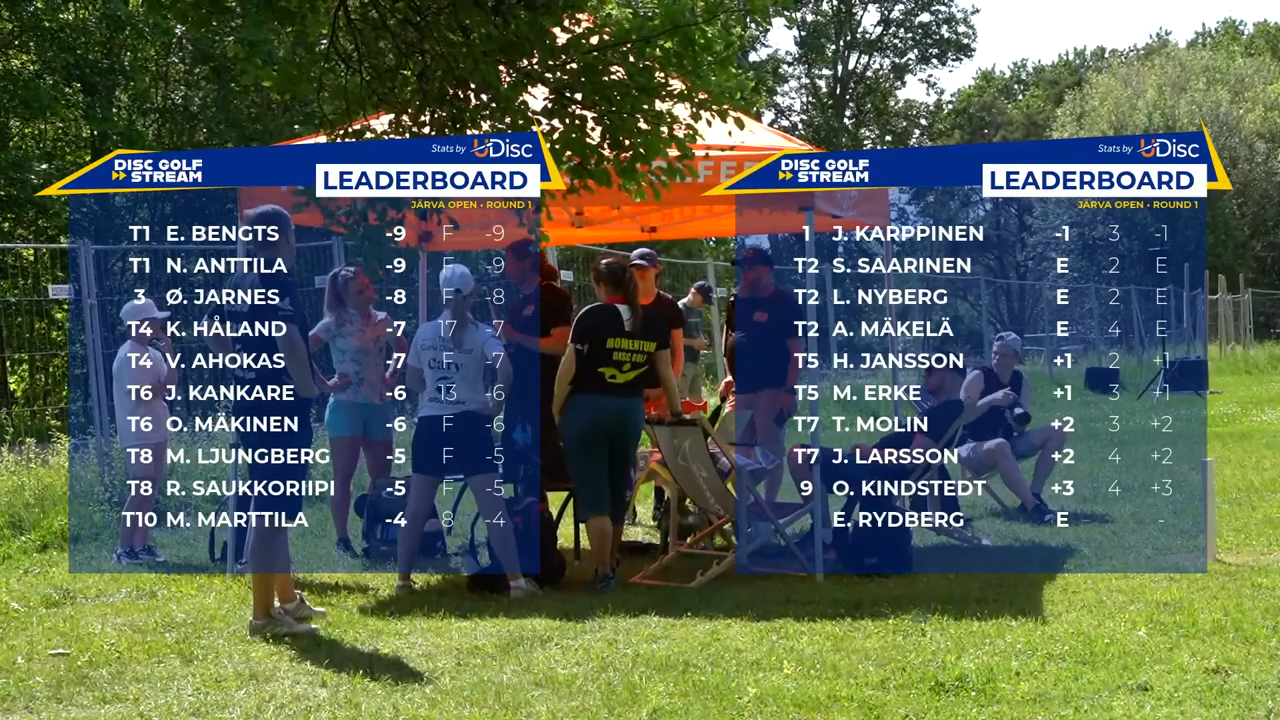 DISC GOLF
STREAM
Stats by UDisc
LEADERBOARD
JÄRVA OPEN • ROUND 1
T1 E. BENGTS -9 F -9
T1 N. ANTTILA -9 F -9
3 Ø. JARNES -8 F -8
T4 K. HÅLAND -7 17 -7
T4 V. AHOKAS -7 F -7
T6 J. KANKARE -6 13 -6
T6 O. MÄKINEN -6 F -6
T8 M. LJUNGBERG -5 F -5
T8 R. SAUKKORIIPI -5 F -5
T10 M. MARTTILA -4 8 -4
DISC GOLF
STREAM
Stats by UDisc
LEADERBOARD
JÄRVA OPEN • ROUND 1
1 J. KARPPINEN -1 3 -1
T2 S. SAARINEN E 2 E
T2 L. NYBERG E 2 E
T2 A. MÄKELÄ E 4 E
T5 H. JANSSON +1 2 +1
T5 M. ERKE +1 3 +1
T7 T. MOLIN +2 3 +2
T7 J. LARSSON +2 4 +2
9 O. KINDSTEDT +3 4 +3
E. RYDBERG E -
MOMENTUM
DISC GOLF
Cary